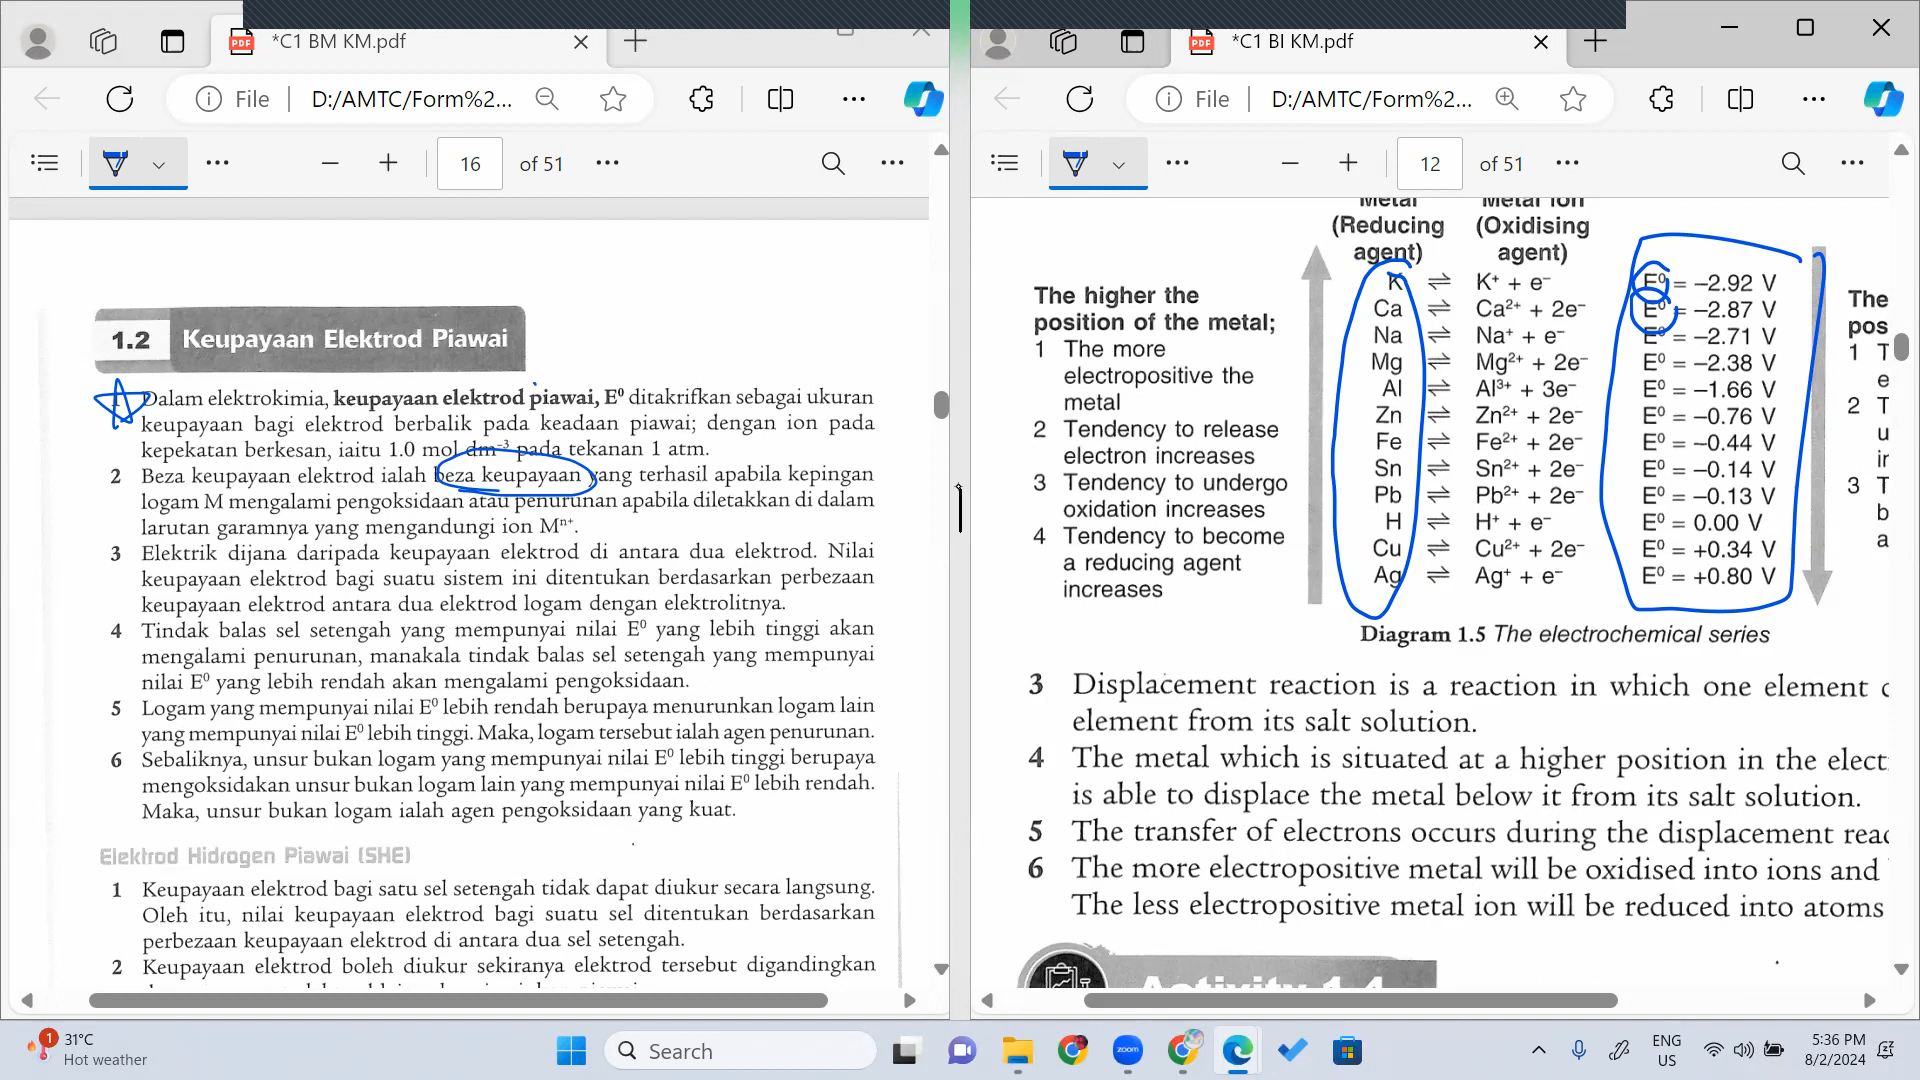 *C1 BM KM.pdf
File
D:/AMTC/Form%2...
16 of 51
1.2 Keupayaan Elektrod Piawai
1 Dalam elektrokimia, keupayaan elektrod piawai, E⁰ ditakrifkan sebagai ukuran
keupayaan bagi elektrod berbalik pada keadaan piawai; dengan ion pada
kepekatan berkesan, iaitu 1.0 mol dm⁻³ pada tekanan 1 atm.
2 Beza keupayaan elektrod ialah beza keupayaan yang terhasil apabila kepingan
logam M mengalami pengoksidaan atau penurunan apabila diletakkan di dalam
larutan garamnya yang mengandungi ion Mⁿ⁺.
3 Elektrik dijana daripada keupayaan elektrod di antara dua elektrod. Nilai
keupayaan elektrod bagi suatu sistem ini ditentukan berdasarkan perbezaan
keupayaan elektrod antara dua elektrod logam dengan elektrolitnya.
4 Tindak balas sel setengah yang mempunyai nilai E⁰ yang lebih tinggi akan
mengalami penurunan, manakala tindak balas sel setengah yang mempunyai
nilai E⁰ yang lebih rendah akan mengalami pengoksidaan.
5 Logam yang mempunyai nilai E⁰ lebih rendah berupaya menurunkan logam lain
yang mempunyai nilai E⁰ lebih tinggi. Maka, logam tersebut ialah agen penurunan.
6 Sebaliknya, unsur bukan logam yang mempunyai nilai E⁰ lebih tinggi berupaya
mengoksidakan unsur bukan logam lain yang mempunyai nilai E⁰ lebih rendah.
Maka, unsur bukan logam ialah agen pengoksidaan yang kuat.
Elektrod Hidrogen Piawai (SHE)
1 Keupayaan elektrod bagi satu sel setengah tidak dapat diukur secara langsung.
Oleh itu, nilai keupayaan elektrod bagi suatu sel ditentukan berdasarkan
perbezaan keupayaan elektrod di antara dua sel setengah.
2 Keupayaan elektrod boleh diukur sekiranya elektrod tersebut digandingkan
*C1 BI KM.pdf
File
D:/AMTC/Form%2...
12 of 51
Metal
(Reducing
agent)
Metal ion
(Oxidising
agent)
The higher the
position of the metal;
1 The more
electropositive the
metal
2 Tendency to release
electron increases
3 Tendency to undergo
oxidation increases
4 Tendency to become
a reducing agent
increases
K ⇌ K⁺ + e⁻ E⁰ = –2.92 V
Ca ⇌ Ca²⁺ + 2e⁻ E⁰ = –2.87 V
Na ⇌ Na⁺ + e⁻ E⁰ = –2.71 V
Mg ⇌ Mg²⁺ + 2e⁻ E⁰ = –2.38 V
Al ⇌ Al³⁺ + 3e⁻ E⁰ = –1.66 V
Zn ⇌ Zn²⁺ + 2e⁻ E⁰ = –0.76 V
Fe ⇌ Fe²⁺ + 2e⁻ E⁰ = –0.44 V
Sn ⇌ Sn²⁺ + 2e⁻ E⁰ = –0.14 V
Pb ⇌ Pb²⁺ + 2e⁻ E⁰ = –0.13 V
H ⇌ H⁺ + e⁻ E⁰ = 0.00 V
Cu ⇌ Cu²⁺ + 2e⁻ E⁰ = +0.34 V
Ag ⇌ Ag⁺ + e⁻ E⁰ = +0.80 V
The
pos
1 T
e
2 T
u
ir
3 T
b
a
Diagram 1.5 The electrochemical series
3 Displacement reaction is a reaction in which one element
element from its salt solution.
4 The metal which is situated at a higher position in the elect
is able to displace the metal below it from its salt solution.
5 The transfer of electrons occurs during the displacement reac
6 The more electropositive metal will be oxidised into ions and
The less electropositive metal ion will be reduced into atoms
Activity 1.4
1
31°C
Hot weather
Search
zoom
ENG
US
5:36 PM
8/2/2024